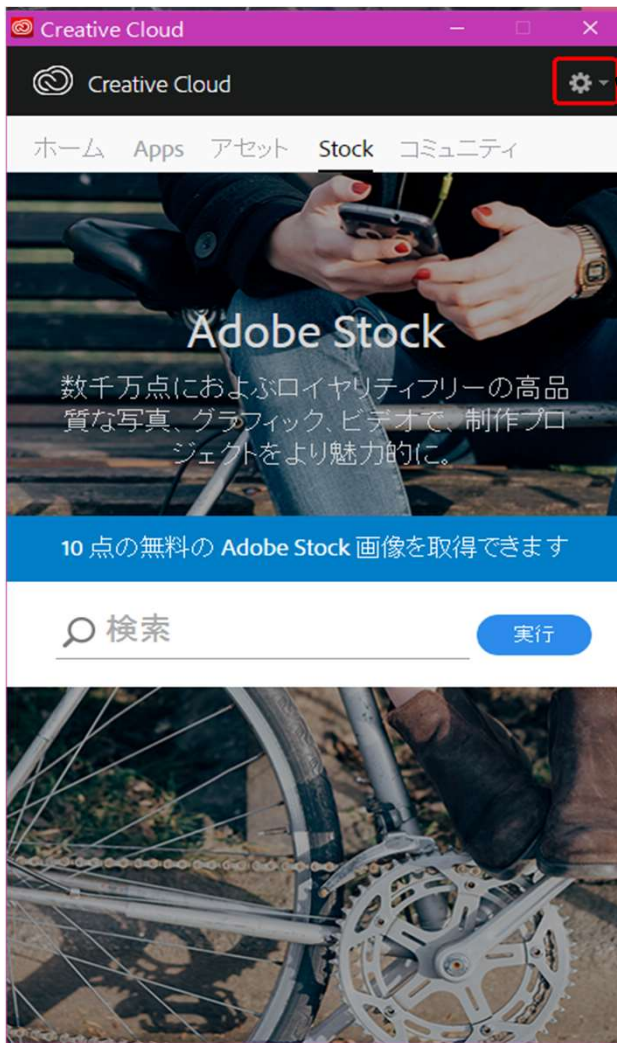 Creative Cloud
Creative Cloud
ホーム Apps アセット Stock コミュニティ
Adobe Stock
数千万点におよぶロイヤリティフリーの高品
質な写真、グラフィック、ビデオで、制作プロ
ジェクトをより魅力的に。
10 点の無料の Adobe Stock 画像を取得できます
検索
実行